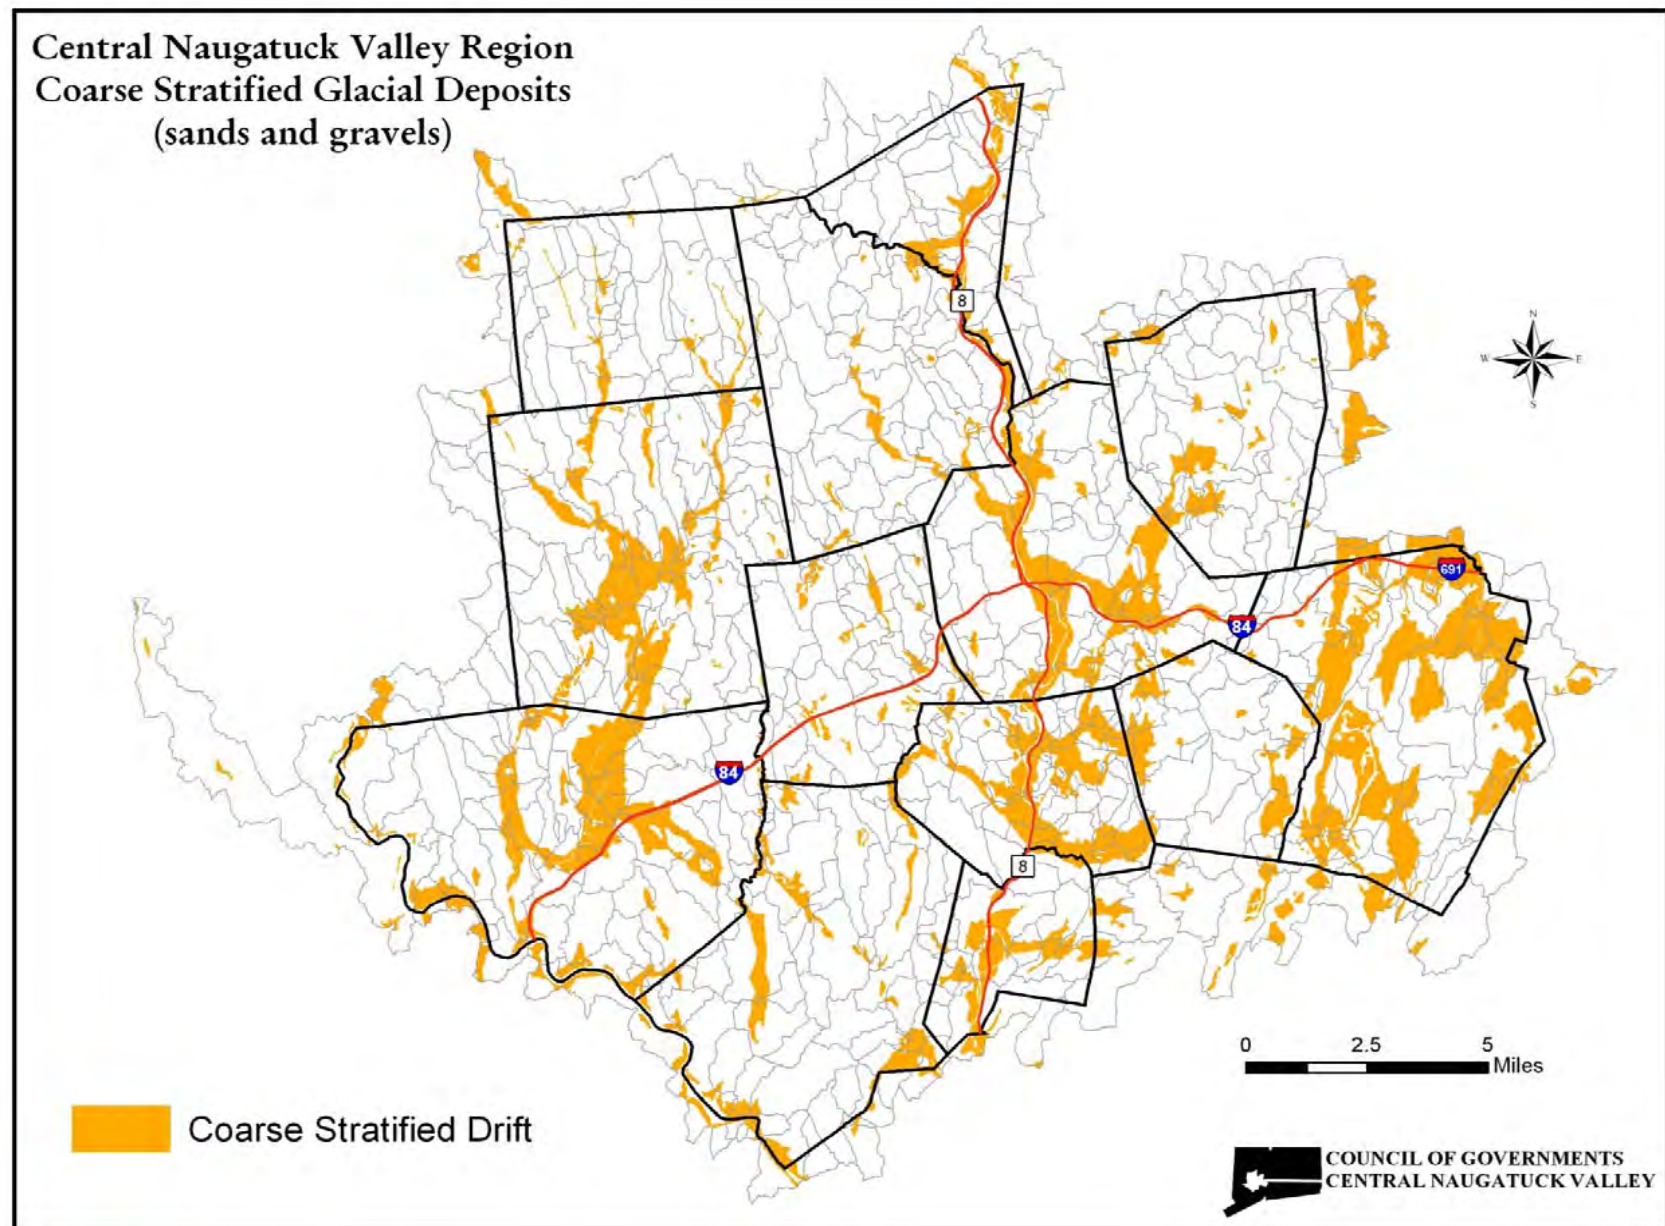 Central Naugatuck Valley Region
Coarse Stratified Glacial Deposits
(sands and gravels)
N
W
E
S
8
691
84
84
8
0 2.5 5
Miles
Coarse Stratified Drift
COUNCIL OF GOVERNMENTS
CENTRAL NAUGATUCK VALLEY